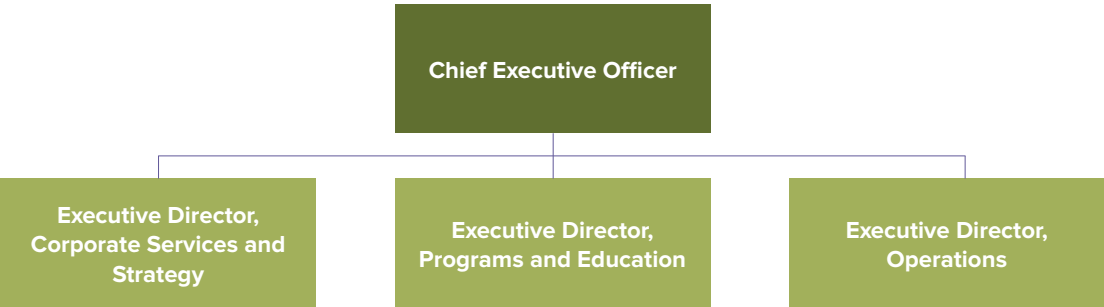 Chief Executive Officer
Executive Director,
Corporate Services and
Strategy
Executive Director,
Programs and Education
Executive Director,
Operations